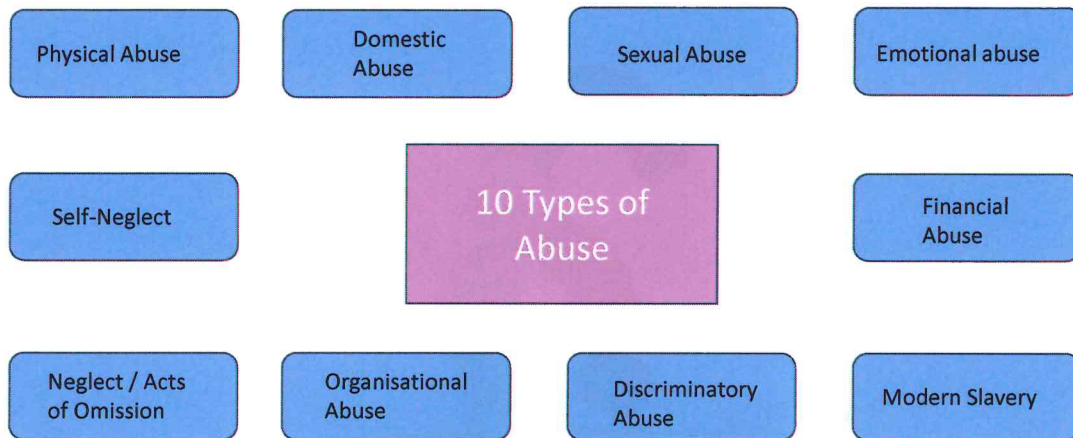 Physical Abuse
Domestic
Abuse
Sexual Abuse
Emotional abuse
Self-Neglect
10 Types of
Abuse
Financial
Abuse
Neglect / Acts
of Omission
Organisational
Abuse
Discriminatory
Abuse
Modern Slavery